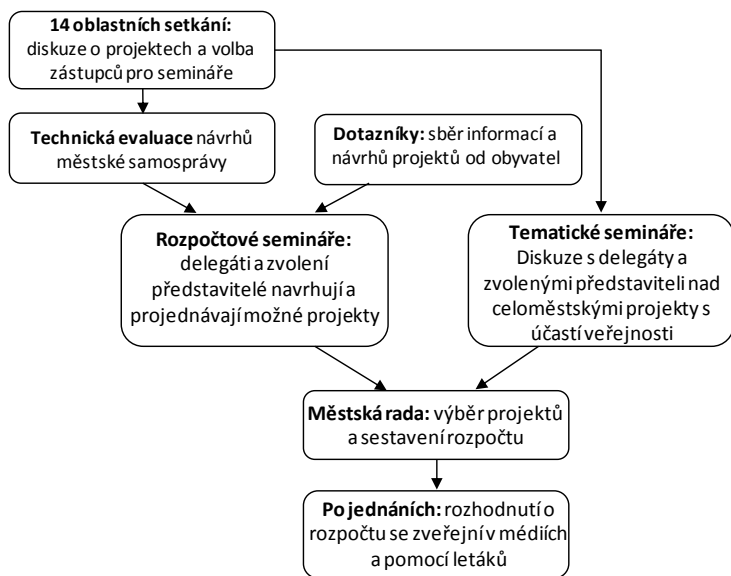 14 oblastních setkání:
diskuze o projektech a volba
zástupců pro semináře
Technická evaluace návrhů
městské samosprávy
Dotazníky: sběr informací a
návrhů projektů od obyvatel
Rozpočtové semináře:
delegáti a zvolení
představitelé navrhují a
projednávají možné projekty
Tematické semináře:
Diskuze s delegáty a
zvolenými představiteli nad
celoměstskými projekty s
účastí veřejnosti
Městská rada: výběr projektů
a sestavení rozpočtu
Po jednáních: rozhodnutí o
rozpočtu se zveřejní v médiích
a pomocí letáků